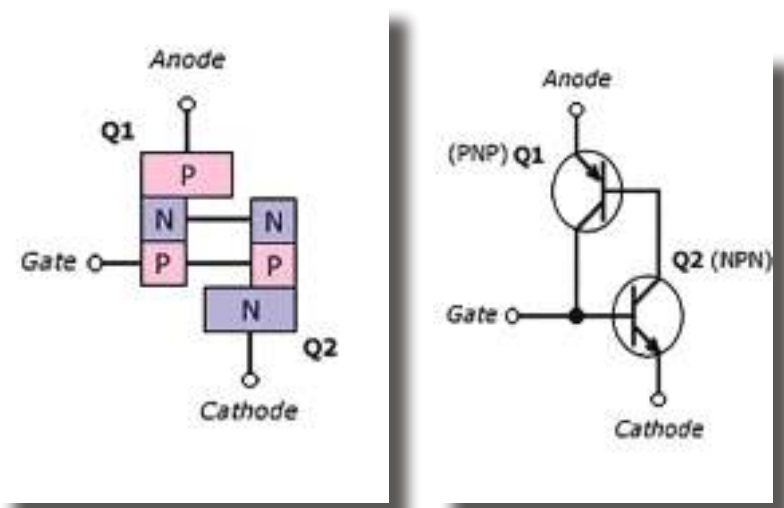 Anode
Q1
P
N
N
Gate
P
P
N
Q2
Cathode
Anode
(PNP) Q1
Q2 (NPN)
Gate
Cathode